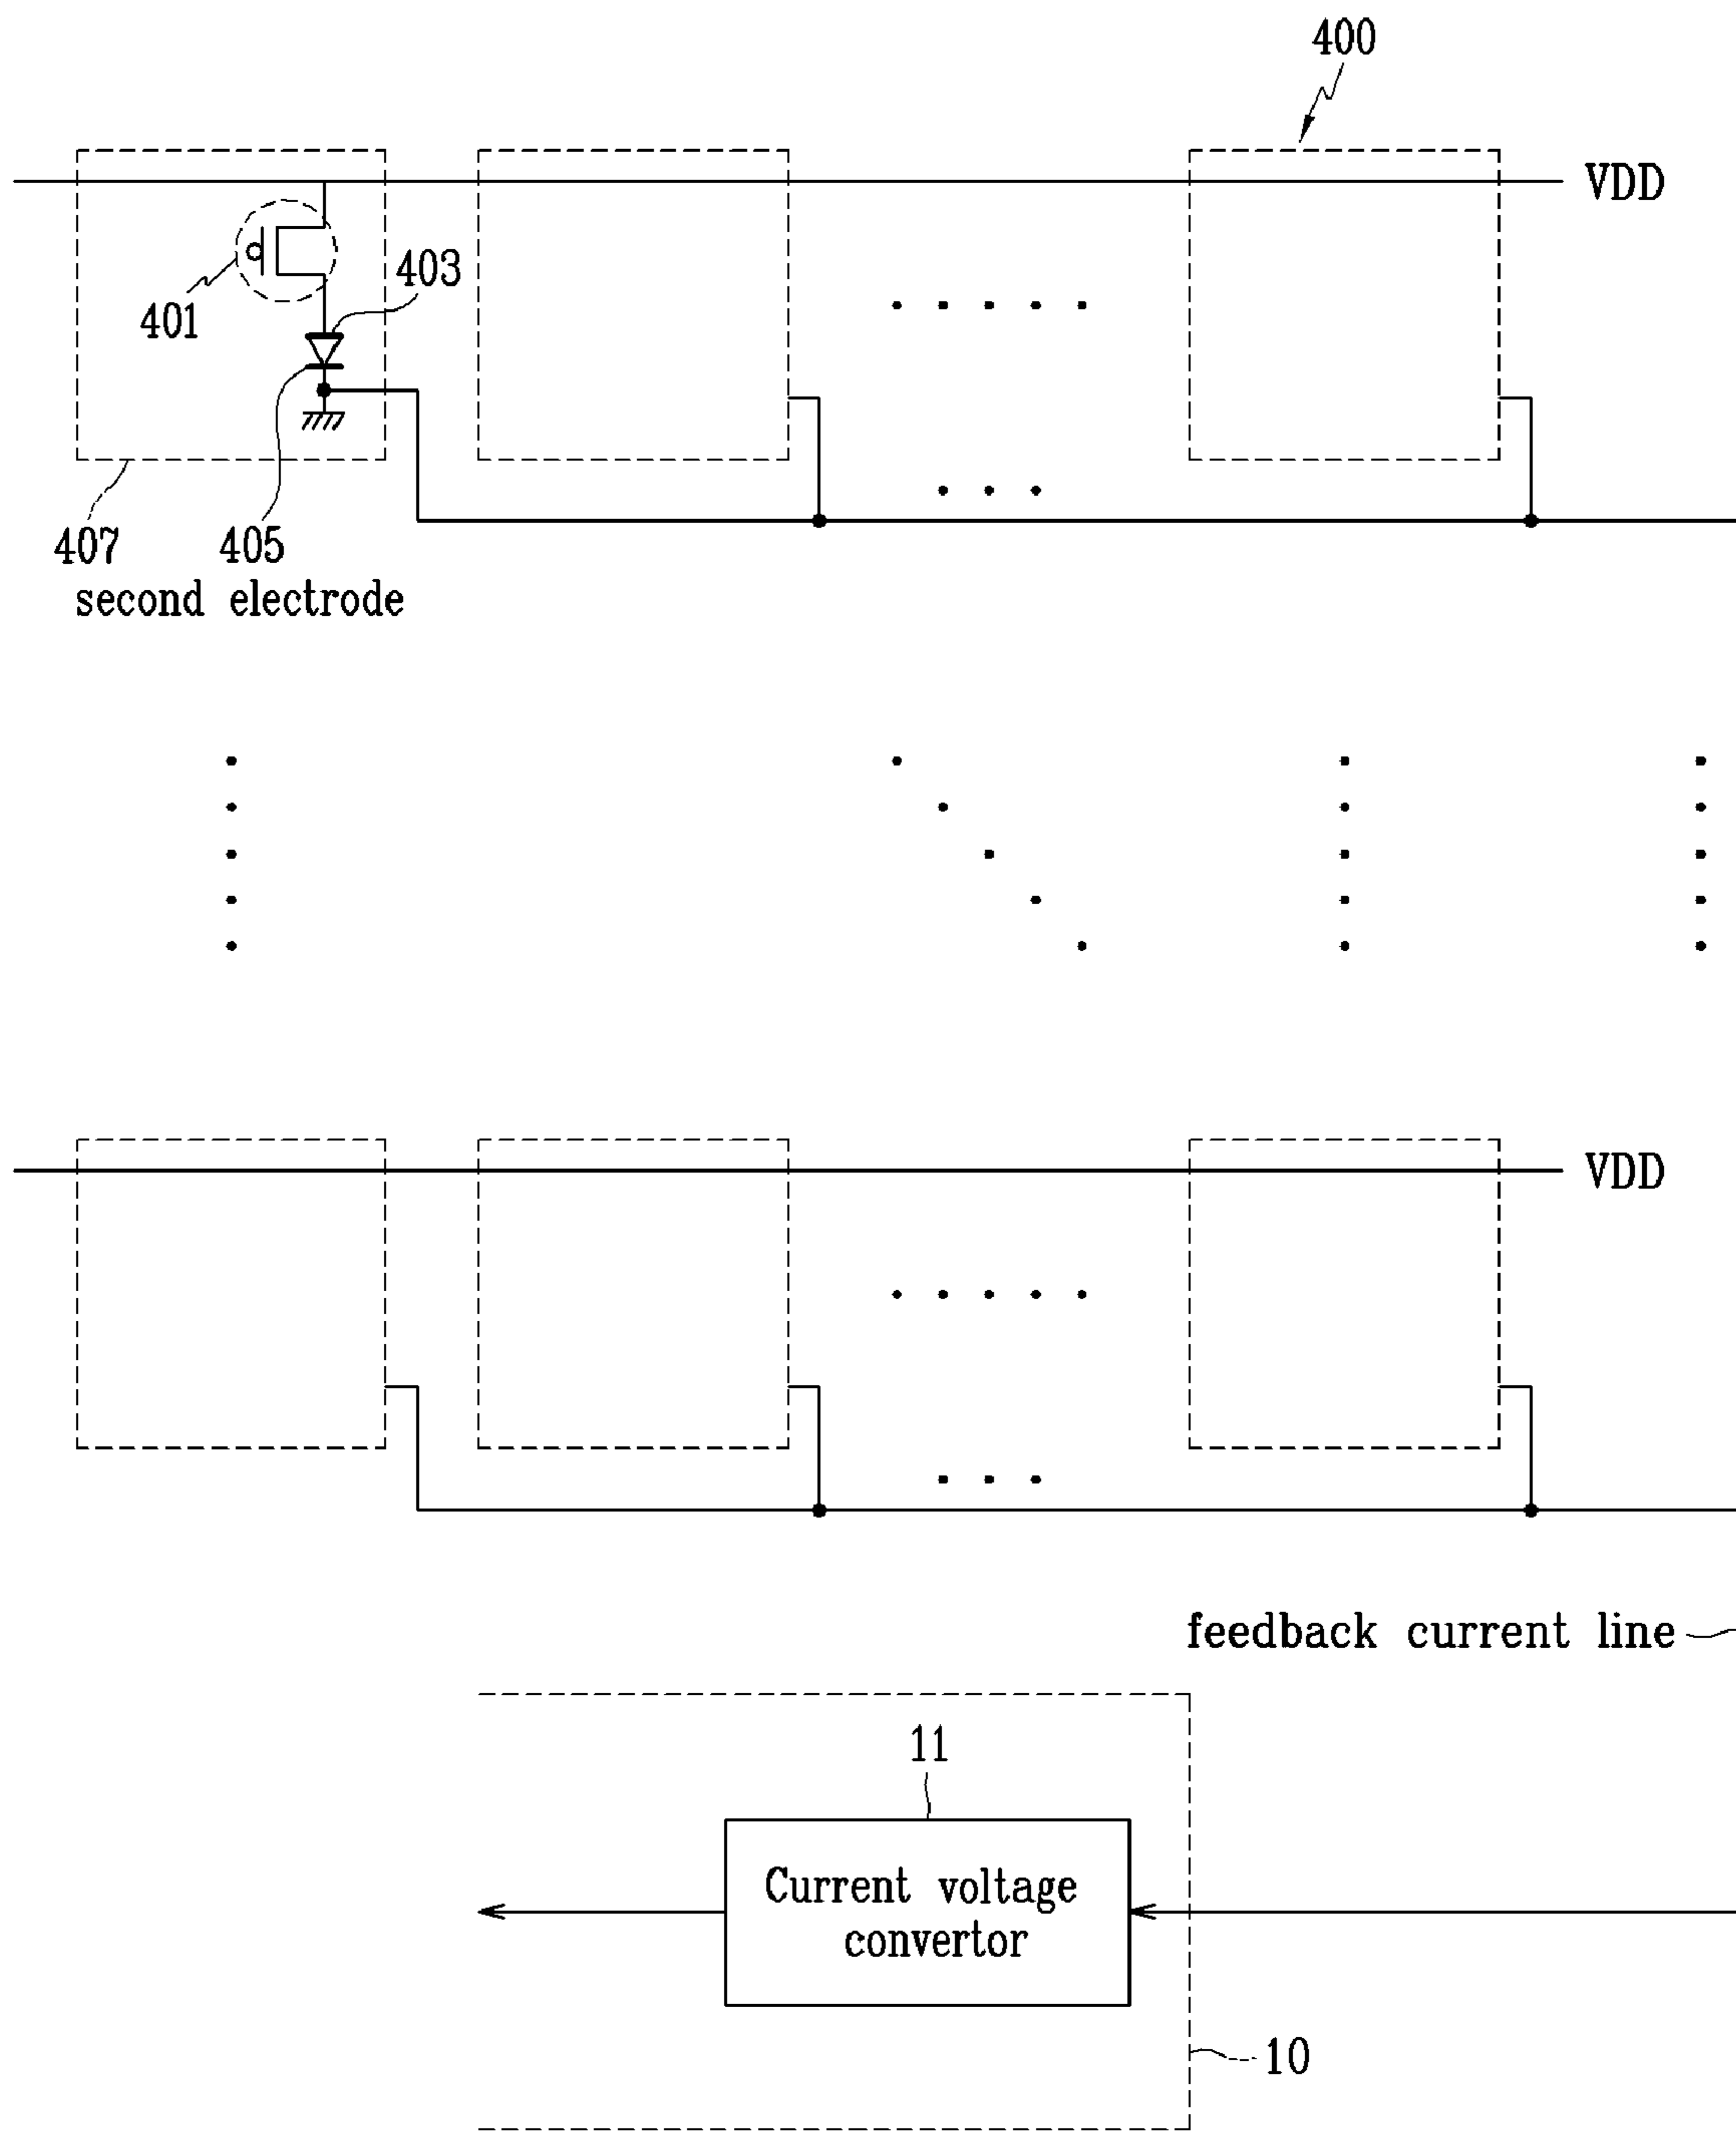 400
VDD
403
401
407
405
second electrode
VDD
feedback current line
11
Current voltage
convertor
10